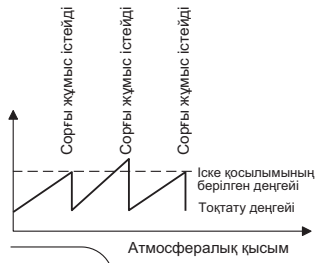 Сорғы жұмыс істейді
Сорғы жұмыс істейді
Сорғы жұмыс істейді
Іске қосылымының
берілген деңгейі
Тоқтату деңгейі
Атмосфералық қысым